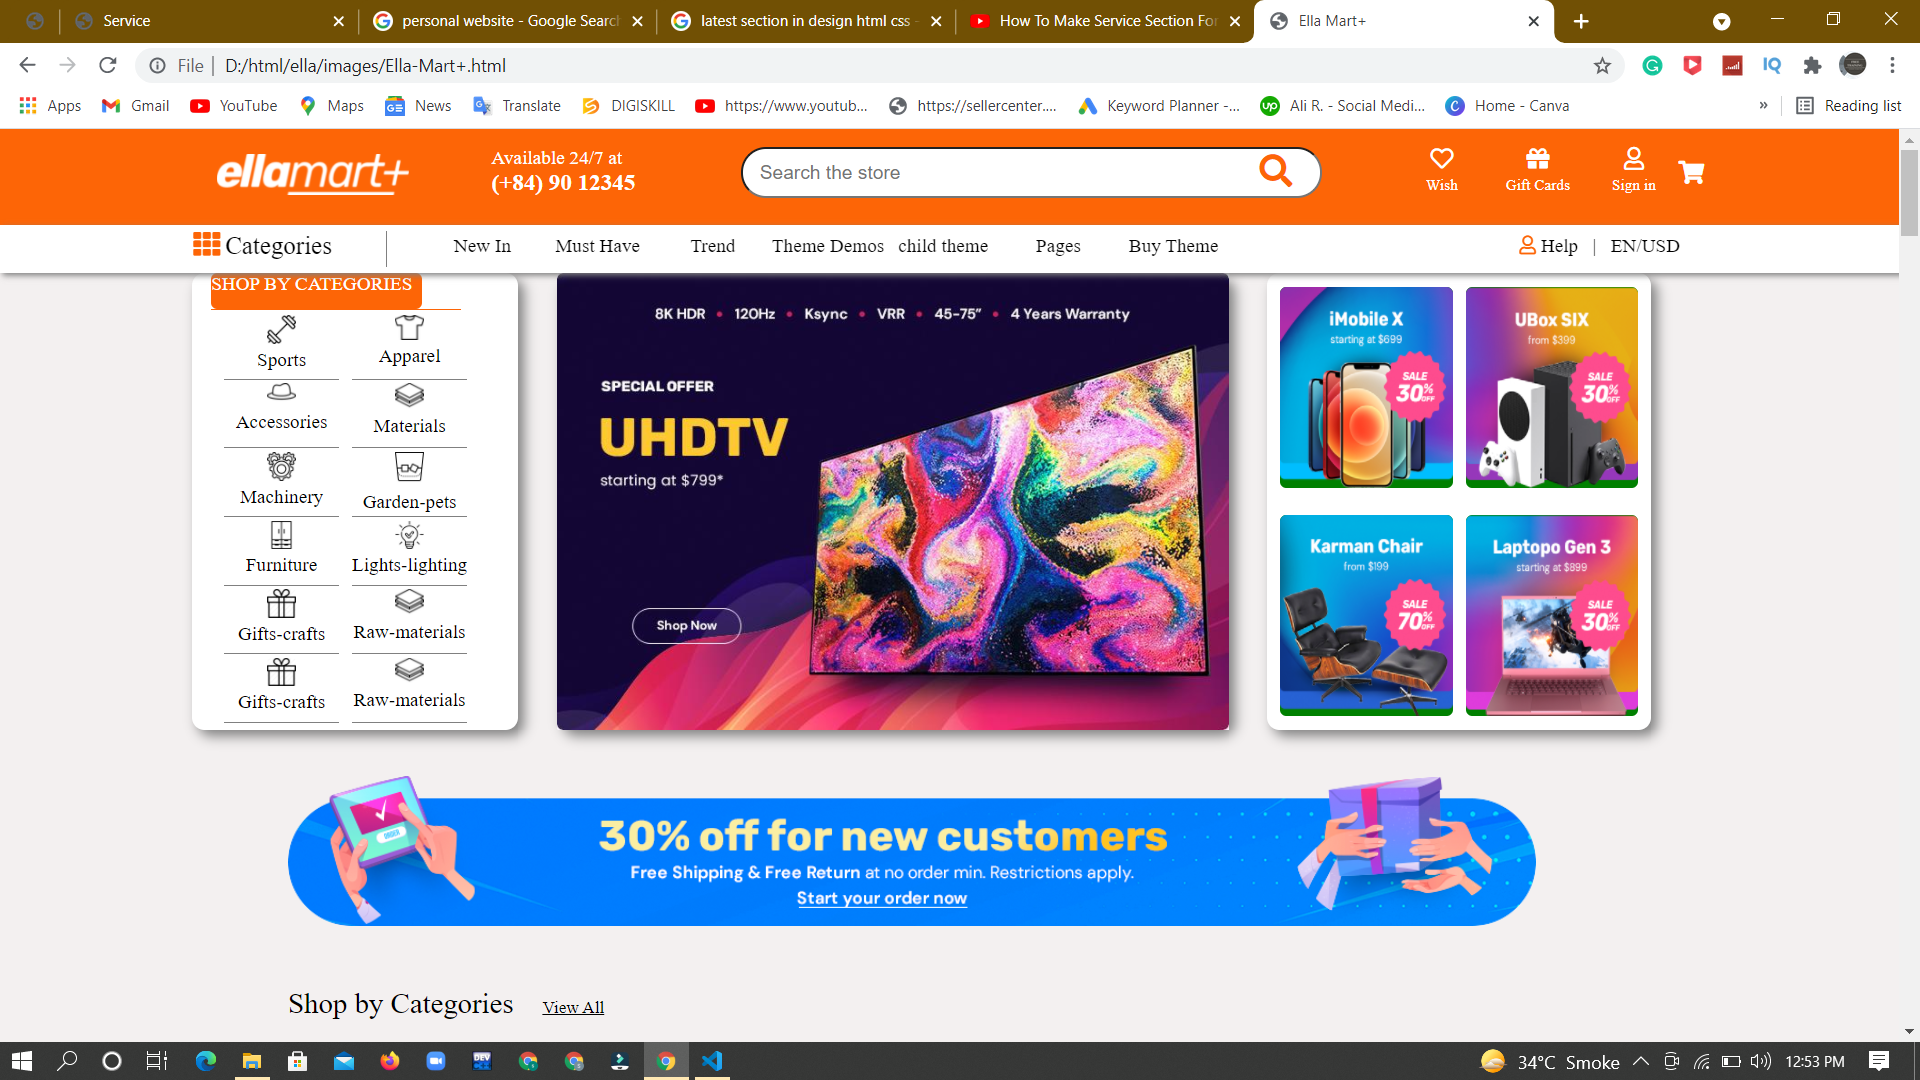 Service
personal website - Google Search
latest section in design html css -
How To Make Service Section For
Ella Mart+
File
D:/html/ella/images/Ella-Mart+.html
Apps
Gmail
YouTube
Maps
News
Translate
DIGISKILL
https://www.youtub...
https://sellercenter....
Keyword Planner -...
Ali R. - Social Medi...
Home - Canva
»
Reading list
ellamart+
Available 24/7 at
(+84) 90 12345
Search the store
Wish
Gift Cards
Sign in
Categories
New In
Must Have
Trend
Theme Demos
child theme
Pages
Buy Theme
Help | EN/USD
SHOP BY CATEGORIES
Sports
Apparel
Accessories
Materials
Machinery
Garden-pets
Furniture
Lights-lighting
Gifts-crafts
Raw-materials
Gifts-crafts
Raw-materials
8K HDR • 120Hz • Ksync • VRR • 45-75” • 4 Years Warranty
SPECIAL OFFER
UHDTV
starting at $799*
Shop Now
iMobile X
starting at $699
SALE
30%
OFF
UBox SIX
from $399
SALE
30%
OFF
Karman Chair
from $199
SALE
70%
OFF
Laptopo Gen 3
starting at $899
SALE
30%
OFF
ORDER
30% off for new customers
Free Shipping & Free Return at no order min. Restrictions apply.
Start your order now
Shop by Categories
View All
DEV
34°C Smoke
12:53 PM